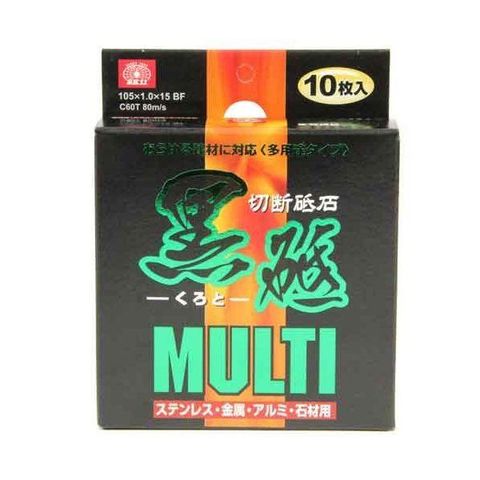 SK11
105×1.0×15 BF
C60T 80m/s
10枚入
あらゆる素材に対応〈多用途タイプ〉
切断砥石
黒砥
―くろと―
MULTI
ステンレス・金属・アルミ・石材用